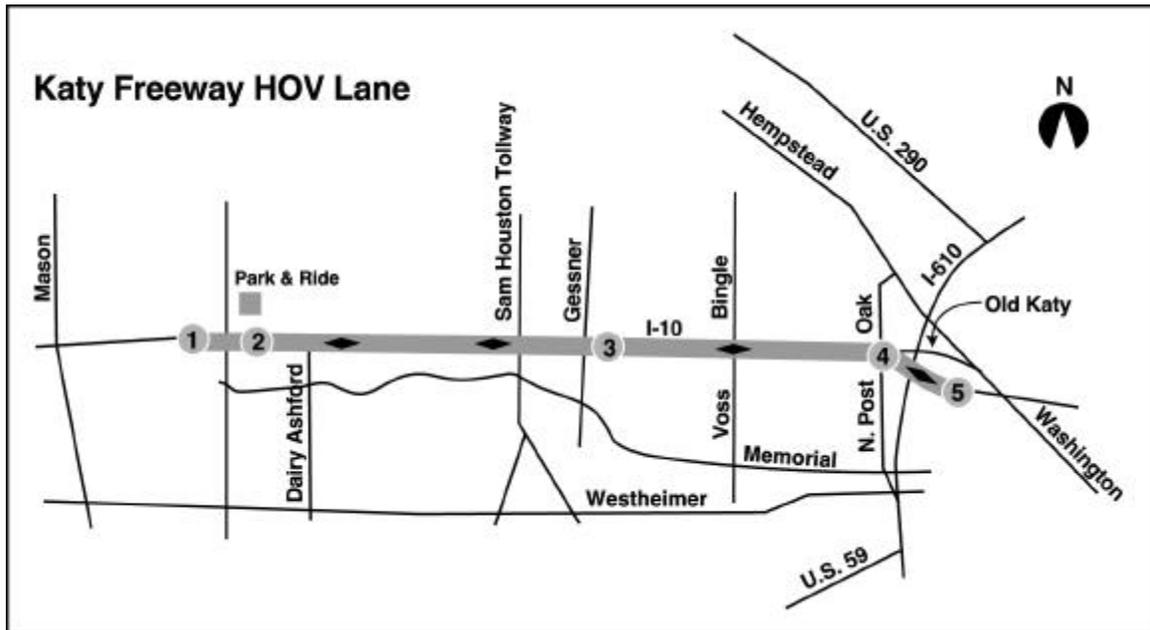 Katy Freeway HOV Lane
N
U.S. 290
Hempstead
Sam Houston Tollway
Mason
Park & Ride
Gessner
Bingle
I-610
Oak
Old Katy
I-10
1
2
3
4
5
Dairy Ashford
Voss
N. Post
Memorial
Washington
Westheimer
U.S. 59